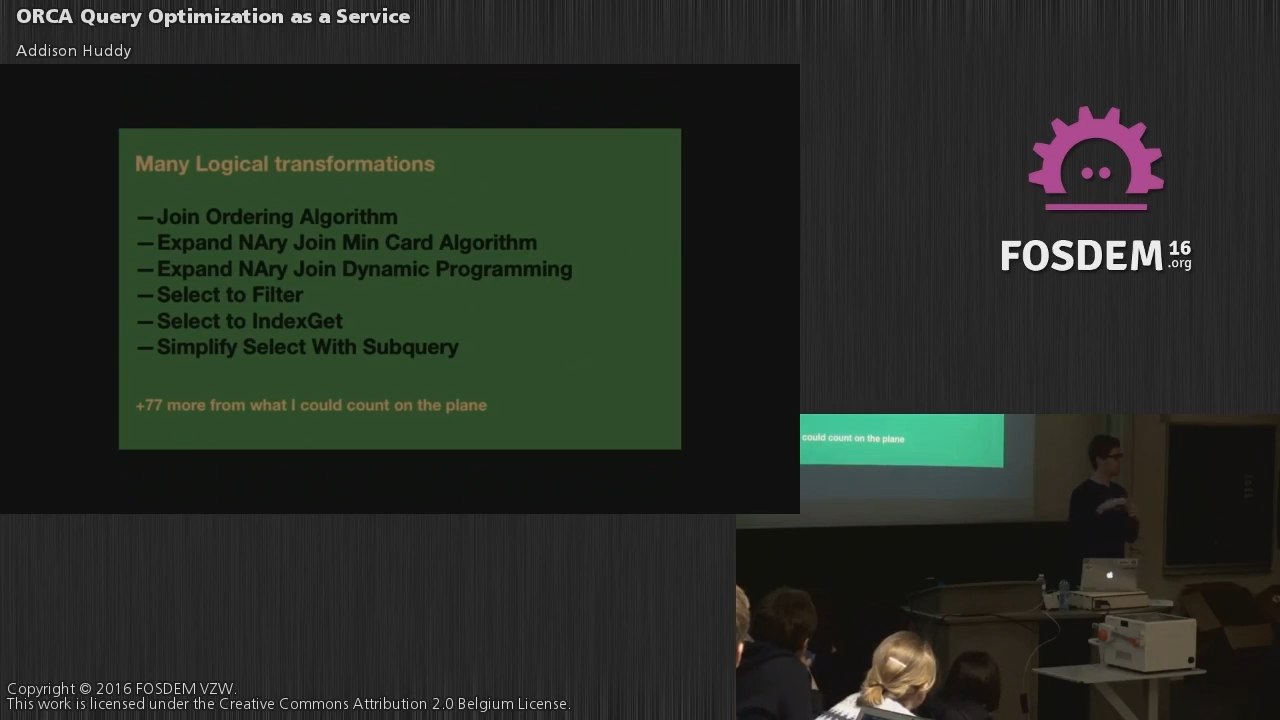 ORCA Query Optimization as a Service
Addison Huddy
Many Logical transformations
—Join Ordering Algorithm
—Expand NAry Join Min Card Algorithm
—Expand NAry Join Dynamic Programming
—Select to Filter
—Select to IndexGet
—Simplify Select With Subquery
+77 more from what I could count on the plane
FOSDEM 16
.org
could count on the plane
Copyright © 2016 FOSDEM VZW.
This work is licensed under the Creative Commons Attribution 2.0 Belgium License.